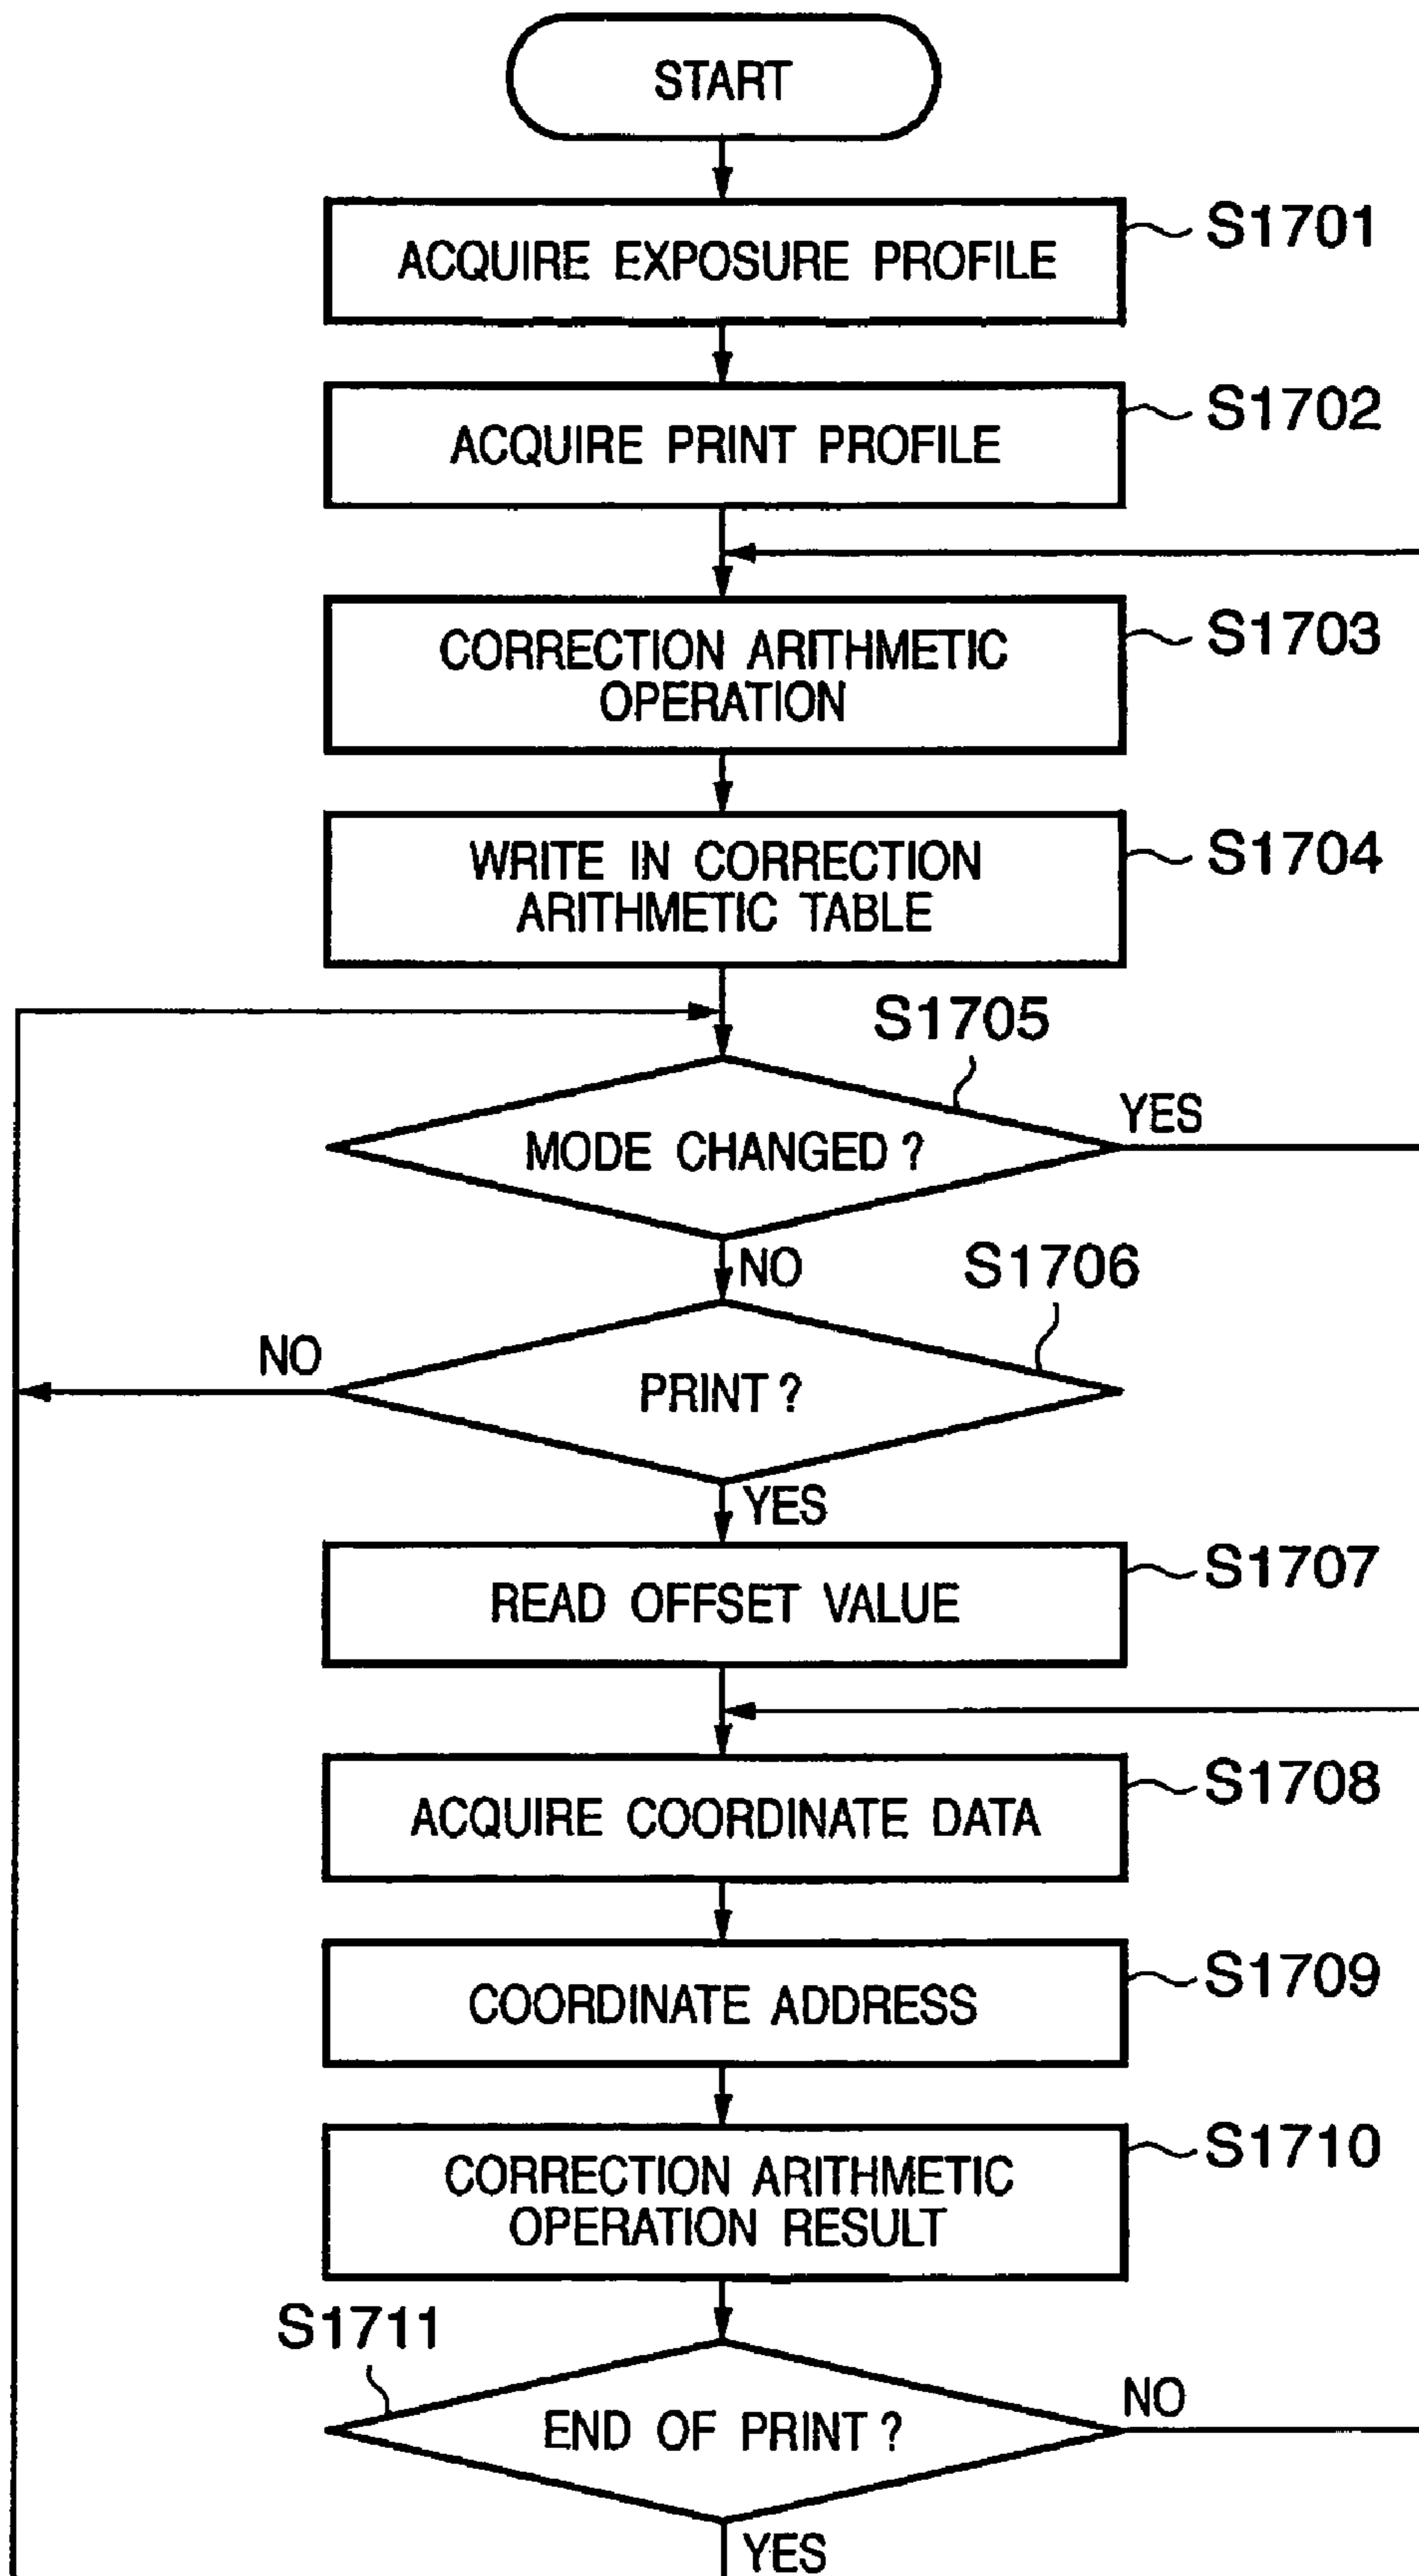 START
ACQUIRE EXPOSURE PROFILE
S1701
ACQUIRE PRINT PROFILE
S1702
CORRECTION ARITHMETIC
OPERATION
S1703
WRITE IN CORRECTION
ARITHMETIC TABLE
S1704
S1705
MODE CHANGED ?
YES
NO
S1706
PRINT ?
NO
YES
READ OFFSET VALUE
S1707
ACQUIRE COORDINATE DATA
S1708
COORDINATE ADDRESS
S1709
CORRECTION ARITHMETIC
OPERATION RESULT
S1710
S1711
END OF PRINT ?
NO
YES